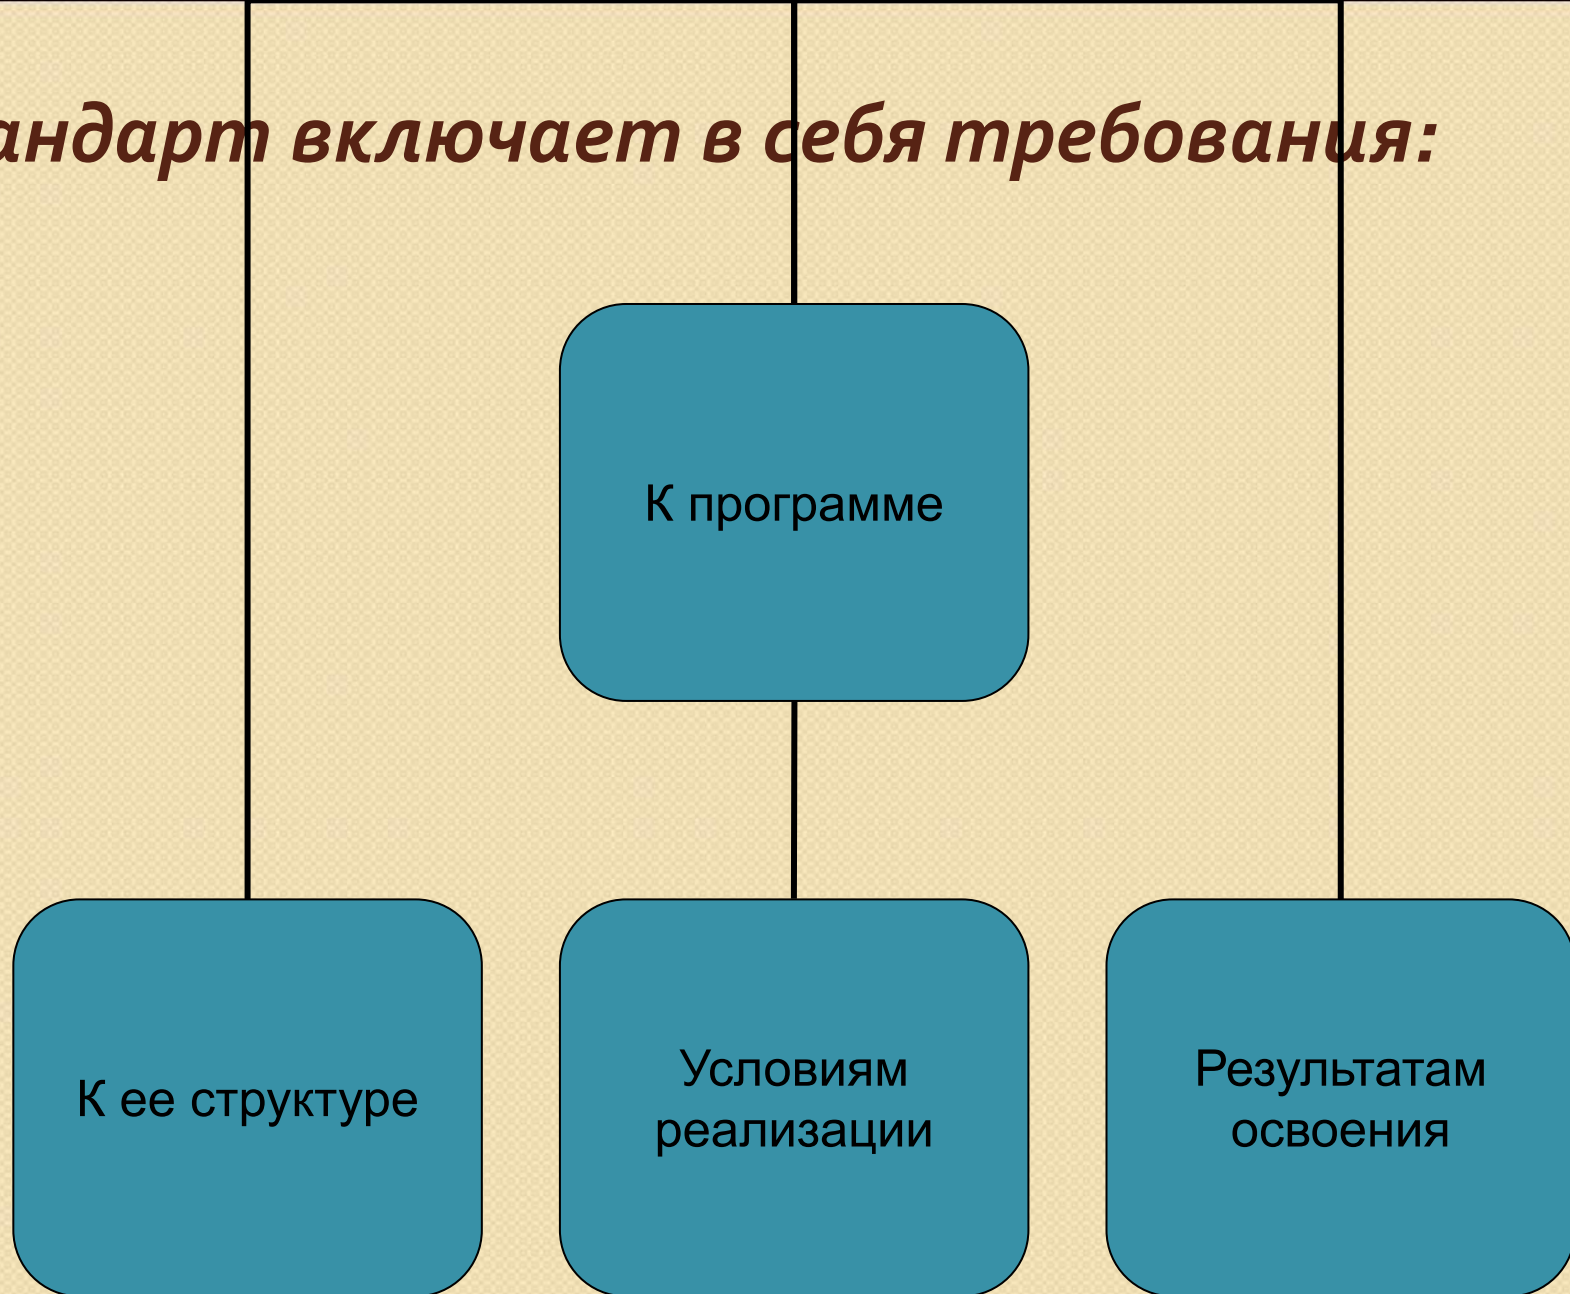 андарт включает в себя требования:
К программе
К ее структуре
Условиям
реализации
Результатам
освоения